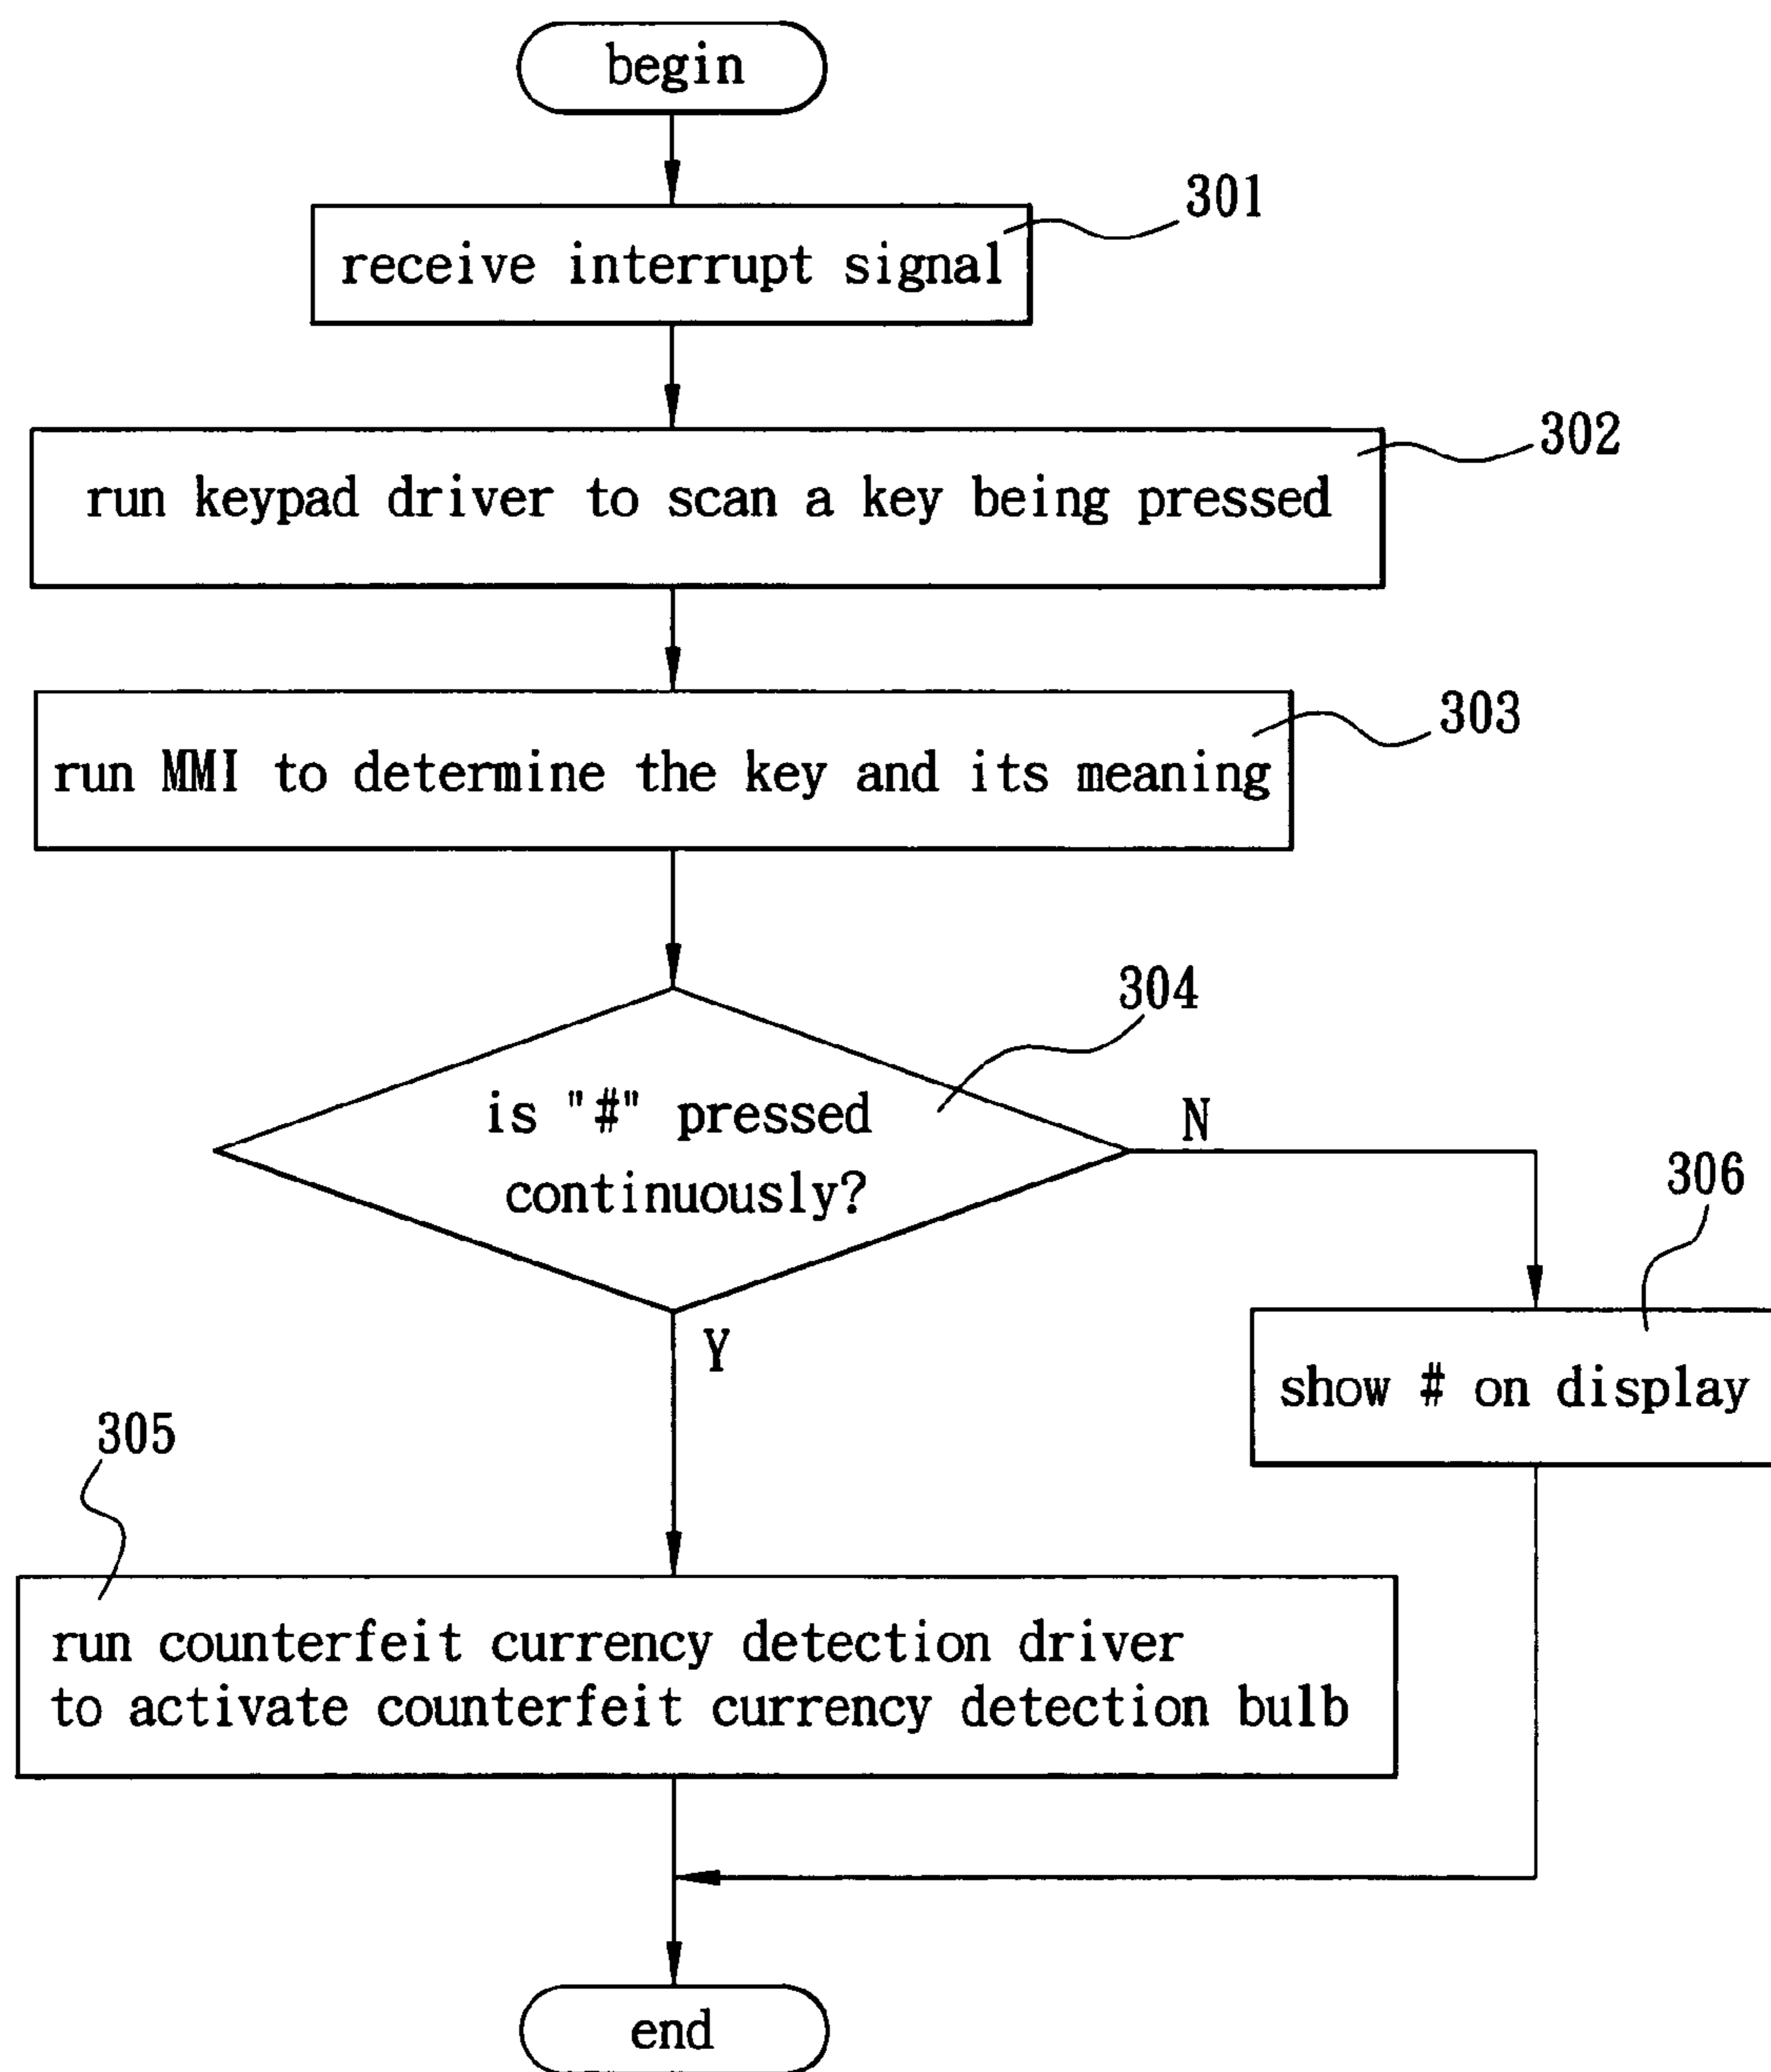 begin
301
receive interrupt signal
302
run keypad driver to scan a key being pressed
303
run MMI to determine the key and its meaning
304
is "#" pressed
continuously?
N
306
Y
show # on display
305
run counterfeit currency detection driver
to activate counterfeit currency detection bulb
end